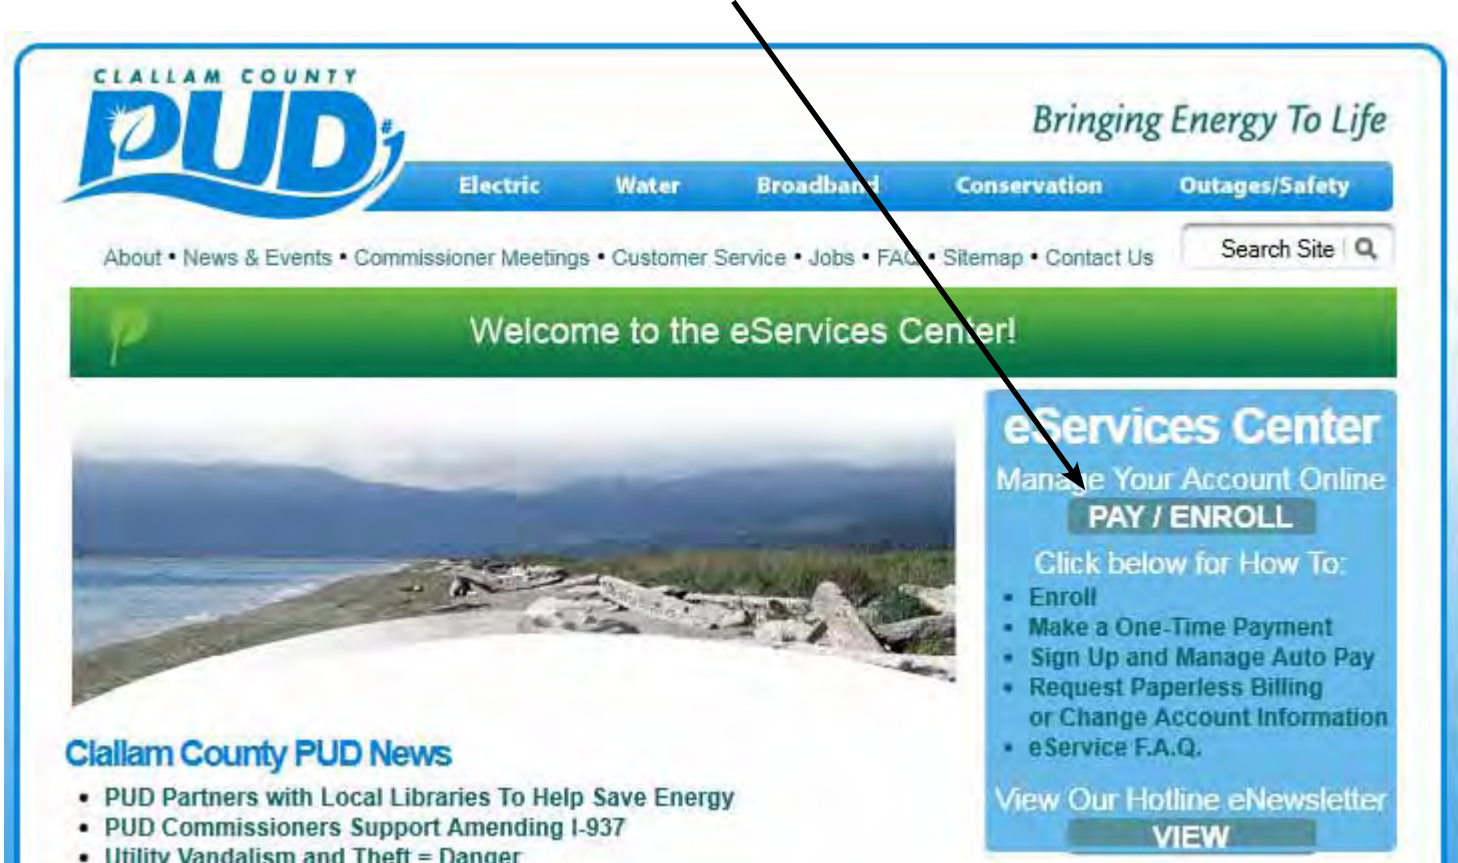 CLALLAM COUNTY
PUD #1
Bringing Energy To Life
Electric Water Broadband Conservation Outages/Safety
About • News & Events • Commissioner Meetings • Customer Service • Jobs • FAQ • Sitemap • Contact Us
Search Site
Welcome to the eServices Center!
eServices Center
Manage Your Account Online
PAY / ENROLL
Click below for How To:
• Enroll
• Make a One-Time Payment
• Sign Up and Manage Auto Pay
• Request Paperless Billing
or Change Account Information
• eService F.A.Q.
View Our Hotline eNewsletter
VIEW
Clallam County PUD News
• PUD Partners with Local Libraries To Help Save Energy
• PUD Commissioners Support Amending I-937
• Utility Vandalism and Theft = Danger